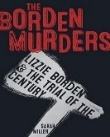 THE
BORDEN
MURDERS
LIZZIE BORDEN
& THE TRIAL OF THE
CENTURY
SARAH
MILLER